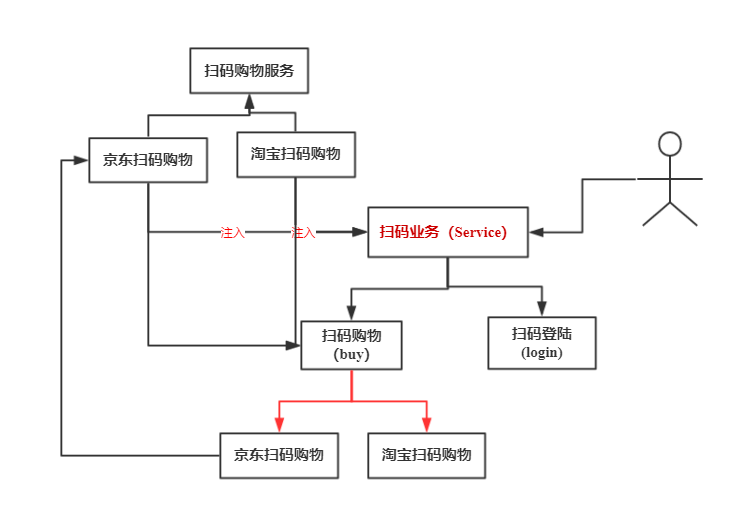 扫码购物服务
京东扫码购物
淘宝扫码购物
注入
注入
扫码业务（Service）
扫码购物
（buy）
扫码登陆
(login)
京东扫码购物
淘宝扫码购物